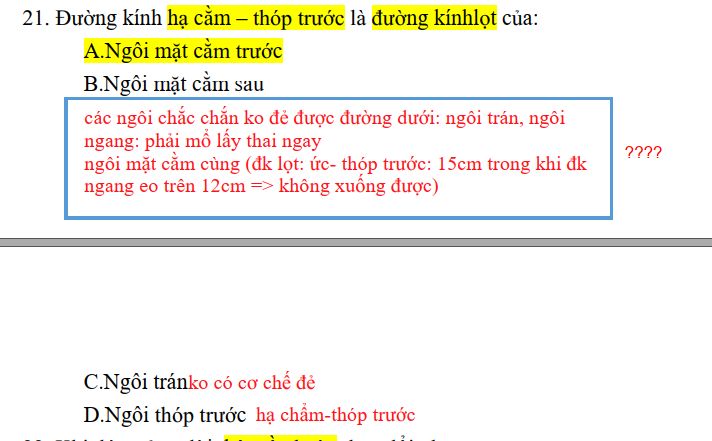 21. Đường kính hạ cằm – thóp trước là đường kínhlọt của:
A.Ngôi mặt cằm trước
B.Ngôi mặt cằm sau
các ngôi chắc chắn ko đẻ được đường dưới: ngôi trán, ngôi
ngang: phải mổ lấy thai ngay
ngôi mặt cằm cùng (đk lọt: ức- thóp trước: 15cm trong khi đk
ngang eo trên 12cm => không xuống được)
????
C.Ngôi tránko có cơ chế đẻ
D.Ngôi thóp trước hạ chẩm-thóp trước